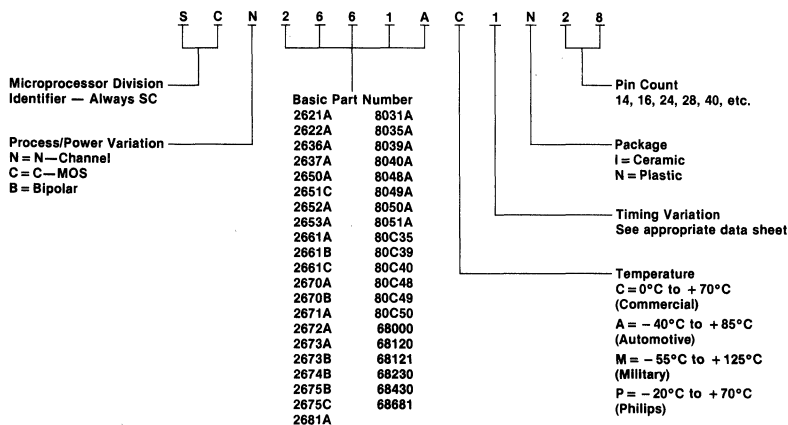 S C N 2 6 6 1 A C 1 N 2 8
Microprocessor Division
Identifier — Always SC
Process/Power Variation
N = N—Channel
C = C—MOS
B = Bipolar
Basic Part Number
2621A 8031A
2622A 8035A
2636A 8039A
2637A 8040A
2650A 8048A
2651C 8049A
2652A 8050A
2653A 8051A
2661A 80C35
2661B 80C39
2661C 80C40
2670A 80C48
2670B 80C49
2671A 80C50
2672A 68000
2673A 68120
2673B 68121
2674B 68230
2675B 68430
2675C 68681
2681A
Pin Count
14, 16, 24, 28, 40, etc.
Package
I = Ceramic
N = Plastic
Timing Variation
See appropriate data sheet
Temperature
C = 0°C to + 70°C
(Commercial)
A = – 40°C to + 85°C
(Automotive)
M = – 55°C to + 125°C
(Military)
P = – 20°C to + 70°C
(Philips)